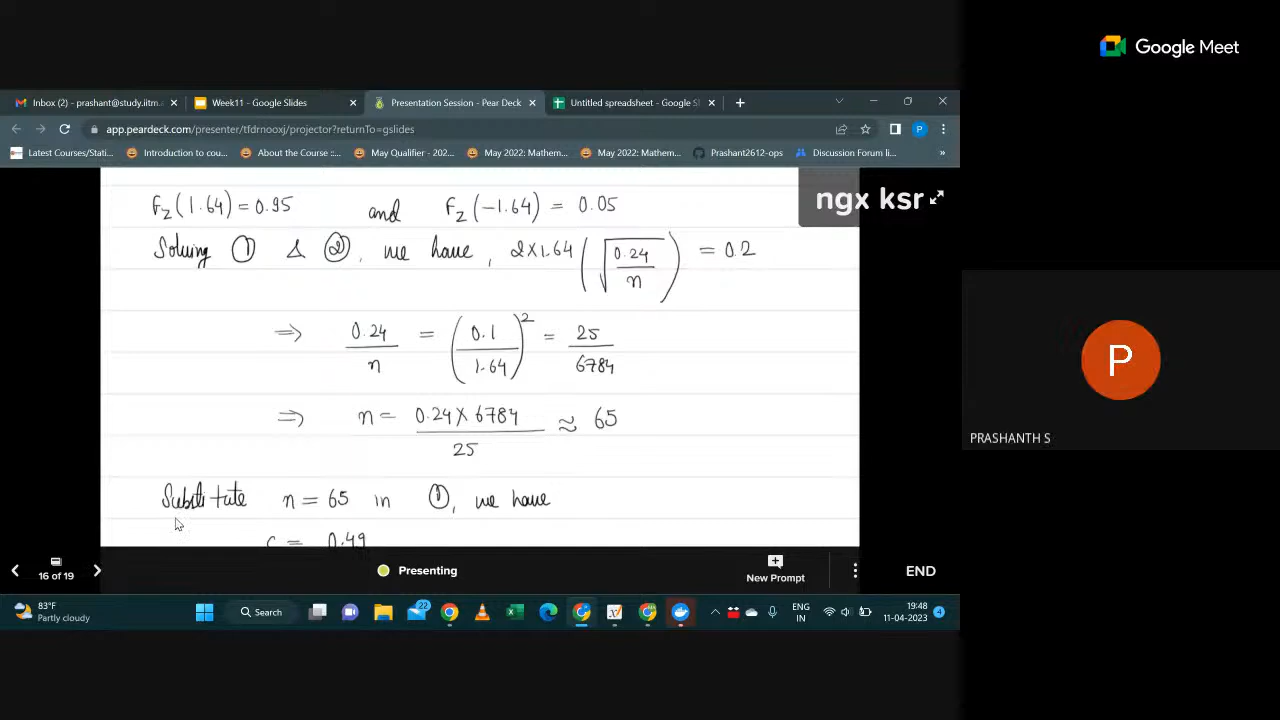 Google Meet
Inbox (2) - prashant@study.iitm.
Week11 - Google Slides
Presentation Session - Pear Deck
Untitled spreadsheet - Google S
app.peardeck.com/presenter/tfdrnooxj/projector?returnTo=gslides
Latest Courses/Stati...
Introduction to cou...
About the Course ::...
May Qualifier - 202...
May 2022: Mathem...
May 2022: Mathem...
Prashant2612-ops
Discussion Forum li...
»
ngx ksr
F_Z(1.64) = 0.95 and F_Z(-1.64) = 0.05
Solving ① & ②, we have, 2×1.64 (√(0.24/n)) = 0.2
⇒ 0.24/n = (0.1/1.64)² = 25/6784
⇒ n = 0.24 × 6784/25 ≈ 65
Substitute n = 65 in ①, we have
c = 0.49
16 of 19
Presenting
New Prompt
END
P
PRASHANTH S
83°F
Partly cloudy
Search
22
ENG
IN
19:48
11-04-2023
4